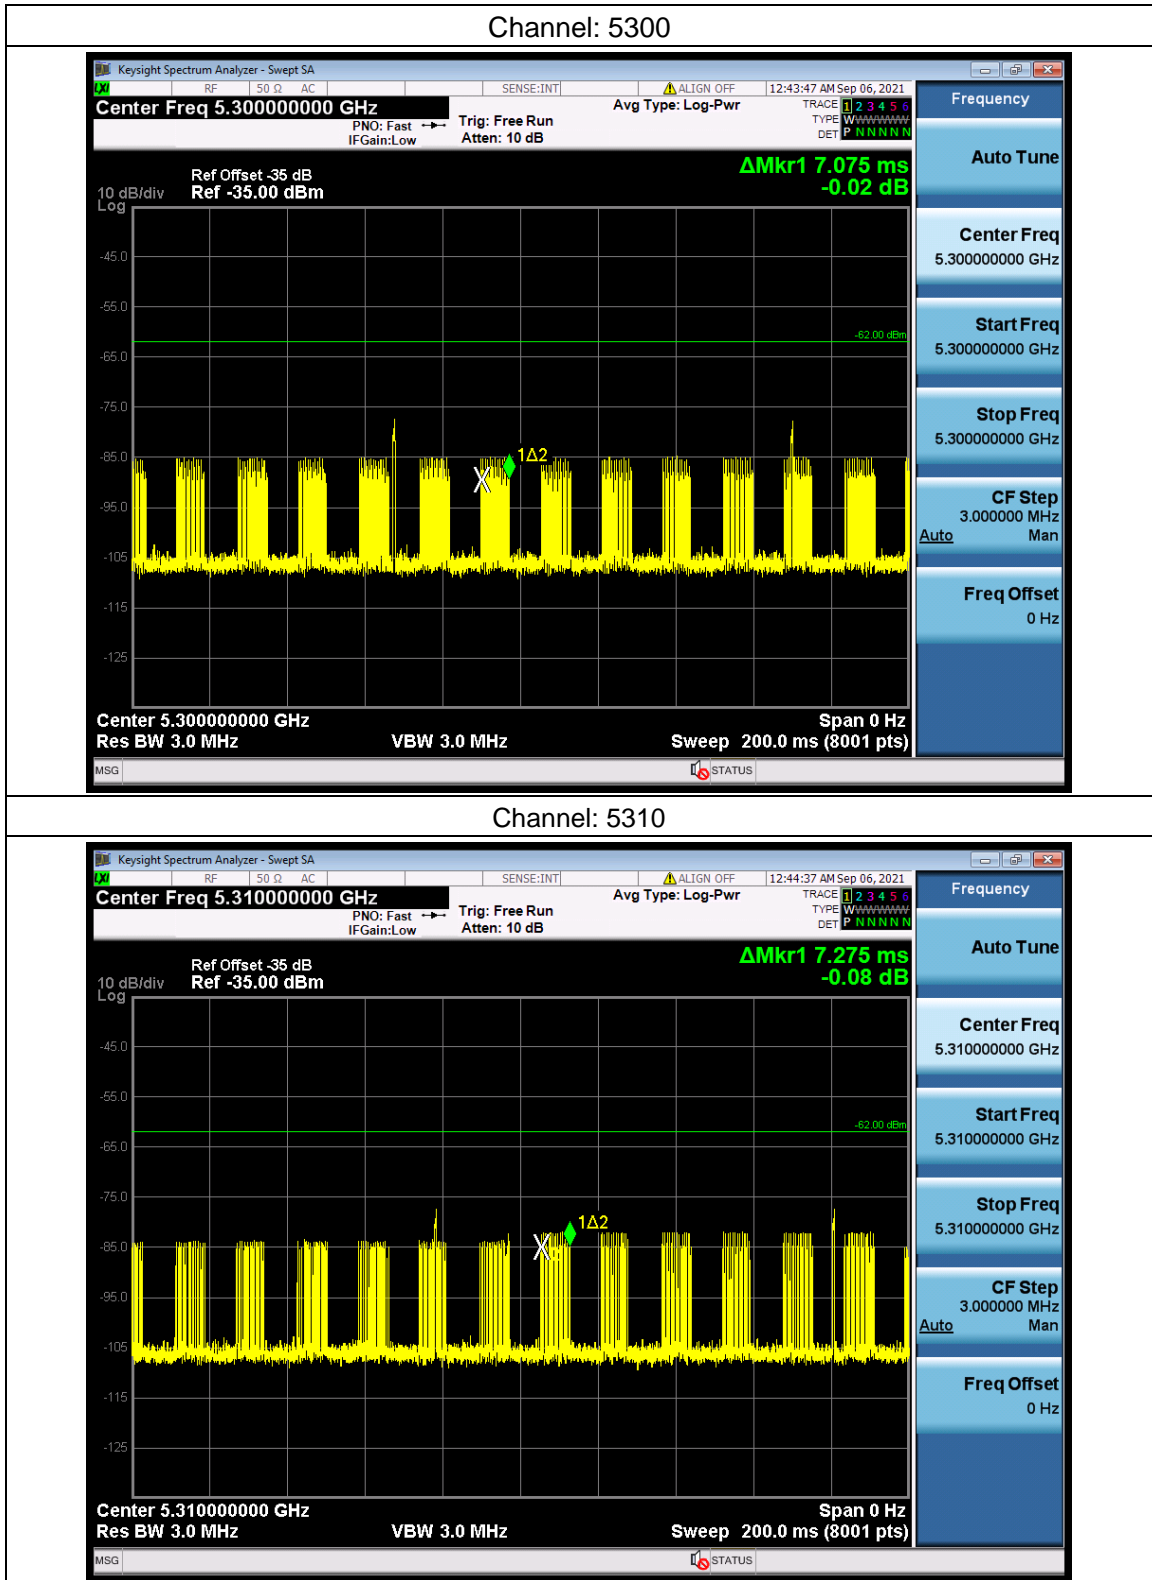 Channel: 5300
Keysight Spectrum Analyzer - Swept SA
LXI RF 50 Ω AC SENSE:INT ALIGN OFF 12:43:47 AM Sep 06, 2021
Center Freq 5.300000000 GHz Avg Type: Log-Pwr TRACE 1 2 3 4 5 6
PNO: Fast Trig: Free Run TYPE WWWWWW
IFGain:Low Atten: 10 dB DET P N N N N N
Frequency
Auto Tune
Ref Offset -35 dB ΔMkr1 7.075 ms
10 dB/div Ref -35.00 dBm -0.02 dB
Log
-45.0
-55.0
-62.00 dBm
-65.0
-75.0
-85.0
1Δ2
-95.0
-105
-115
-125
Center Freq
5.300000000 GHz
Start Freq
5.300000000 GHz
Stop Freq
5.300000000 GHz
CF Step
3.000000 MHz
Auto Man
Freq Offset
0 Hz
Center 5.300000000 GHz Span 0 Hz
Res BW 3.0 MHz VBW 3.0 MHz Sweep 200.0 ms (8001 pts)
MSG STATUS
Channel: 5310
Keysight Spectrum Analyzer - Swept SA
LXI RF 50 Ω AC SENSE:INT ALIGN OFF 12:44:37 AM Sep 06, 2021
Center Freq 5.310000000 GHz Avg Type: Log-Pwr TRACE 1 2 3 4 5 6
PNO: Fast Trig: Free Run TYPE WWWWWW
IFGain:Low Atten: 10 dB DET P N N N N N
Frequency
Auto Tune
Ref Offset -35 dB ΔMkr1 7.275 ms
10 dB/div Ref -35.00 dBm -0.08 dB
Log
-45.0
-55.0
-62.00 dBm
-65.0
-75.0
1Δ2
-85.0
-95.0
-105
-115
-125
Center Freq
5.310000000 GHz
Start Freq
5.310000000 GHz
Stop Freq
5.310000000 GHz
CF Step
3.000000 MHz
Auto Man
Freq Offset
0 Hz
Center 5.310000000 GHz Span 0 Hz
Res BW 3.0 MHz VBW 3.0 MHz Sweep 200.0 ms (8001 pts)
MSG STATUS